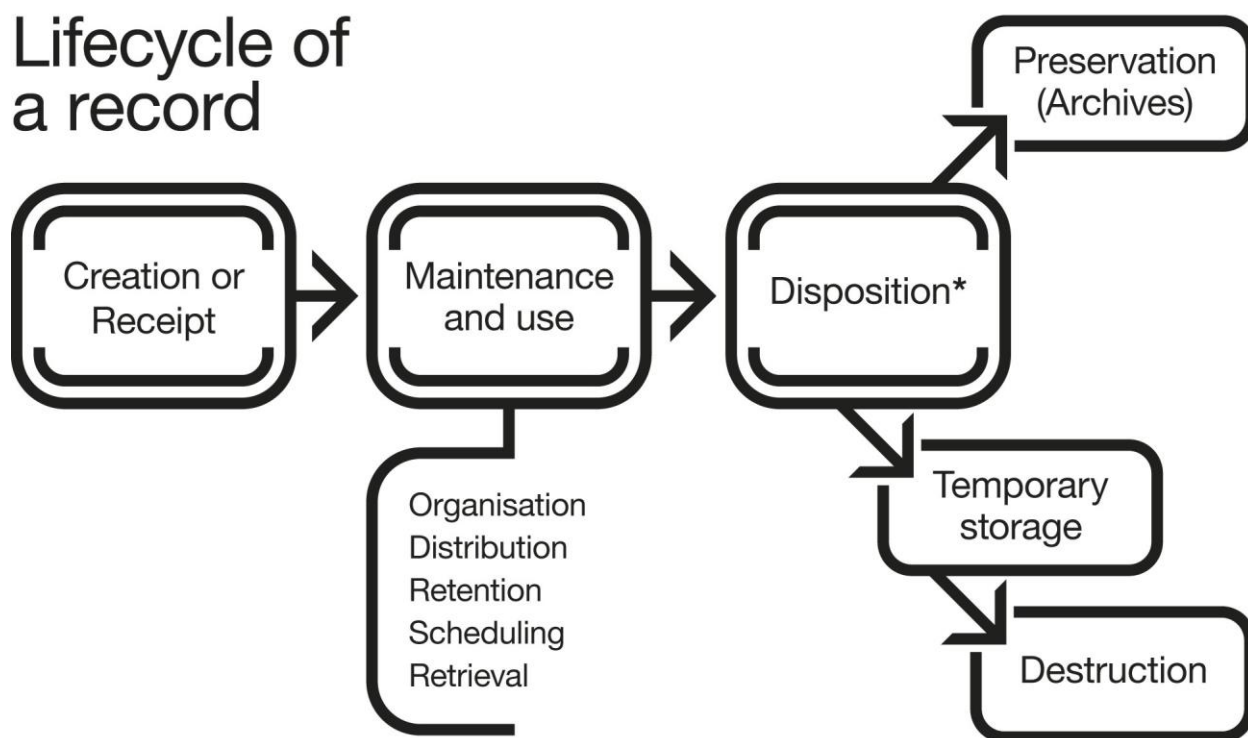 Lifecycle of
a record
Preservation
(Archives)
Creation or
Receipt
Maintenance
and use
Disposition*
Organisation
Distribution
Retention
Scheduling
Retrieval
Temporary
storage
Destruction